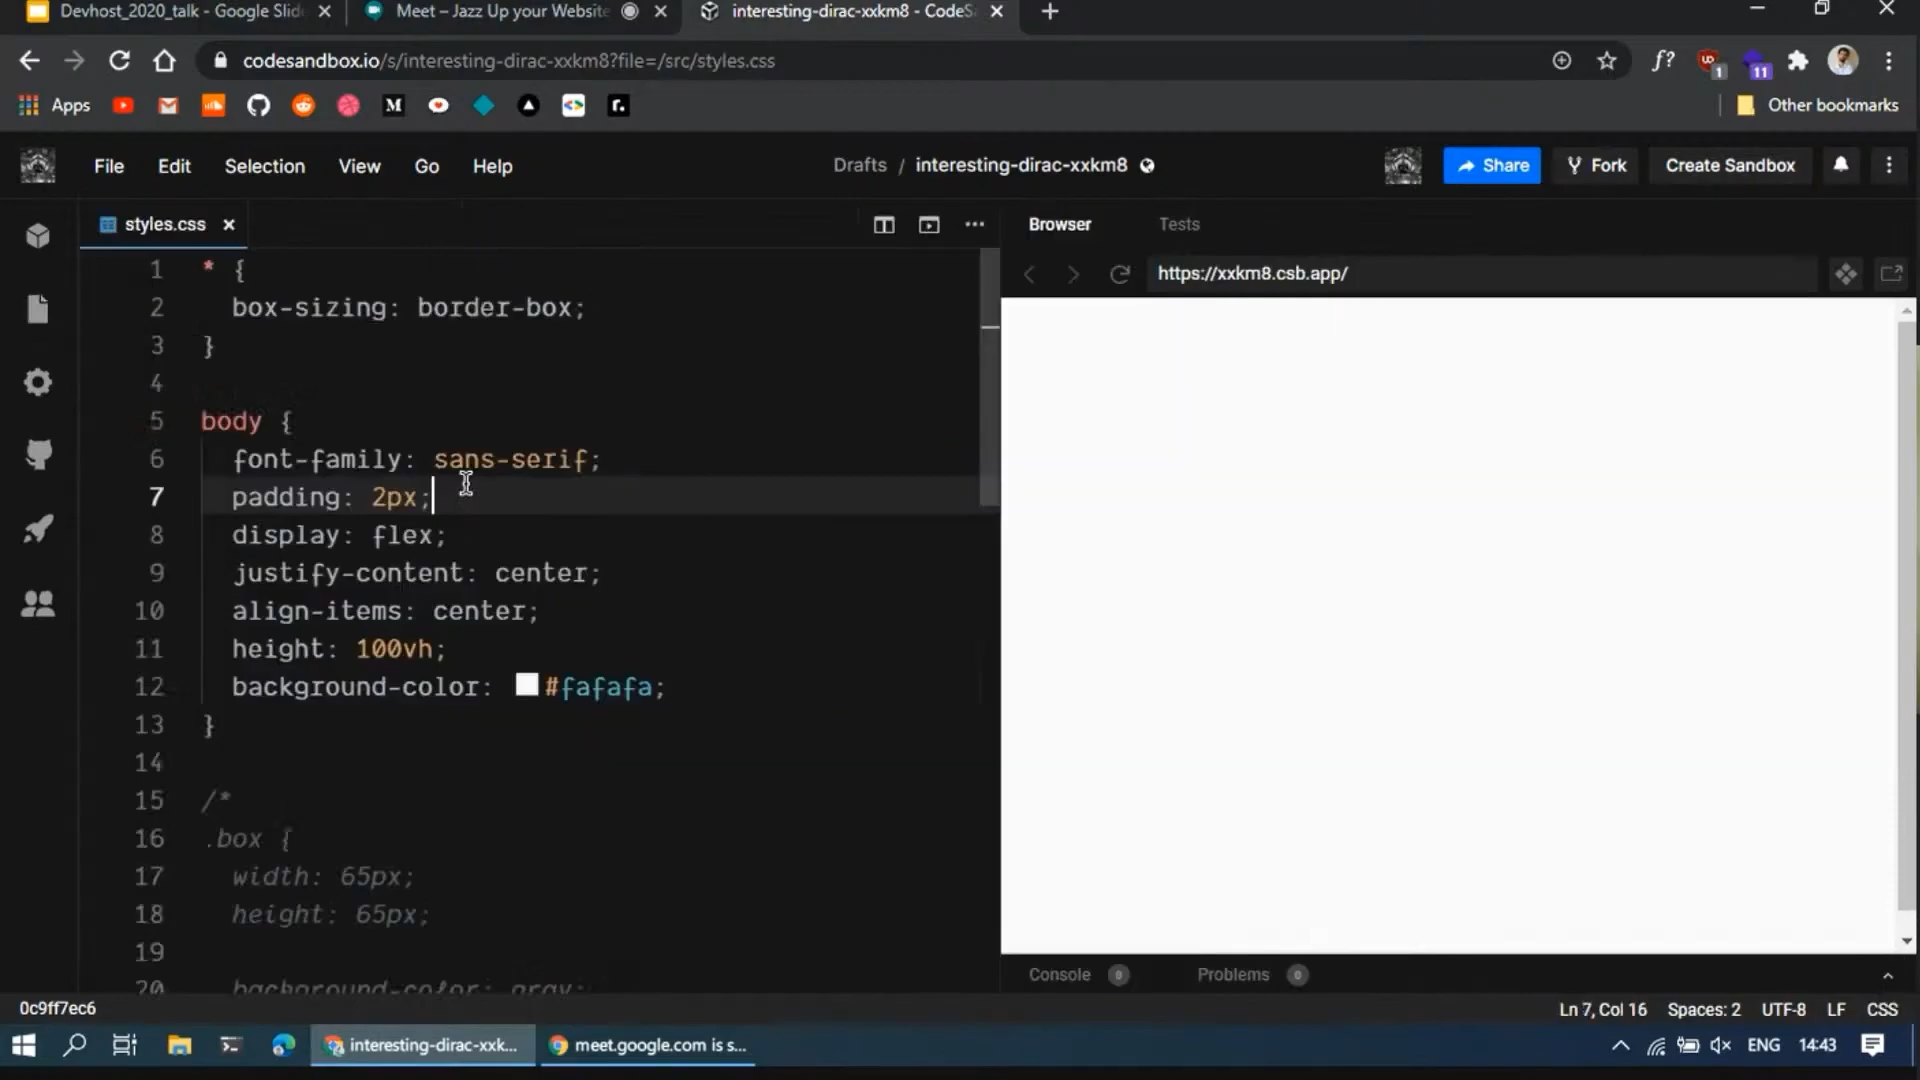 Devhost_2020_talk - Google Slid
Meet – Jazz Up your Website
interesting-dirac-xxkm8 - CodeS
codesandbox.io/s/interesting-dirac-xxkm8?file=/src/styles.css
f?
1
11
Apps
M
r.
Other bookmarks
File
Edit
Selection
View
Go
Help
Drafts / interesting-dirac-xxkm8
Share
Fork
Create Sandbox
styles.css
Browser
Tests
https://xxkm8.csb.app/
1 * {
2 box-sizing: border-box;
3 }
4
5 body {
6 font-family: sans-serif;
7 padding: 2px;
8 display: flex;
9 justify-content: center;
10 align-items: center;
11 height: 100vh;
12 background-color: #fafafa;
13 }
14
15 /*
16 .box {
17 width: 65px;
18 height: 65px;
19
20 background-color: gray;
Console 0
Problems 0
0c9ff7ec6
Ln 7, Col 16
Spaces: 2
UTF-8
LF
CSS
interesting-dirac-xxk...
meet.google.com is s...
ENG
14:43